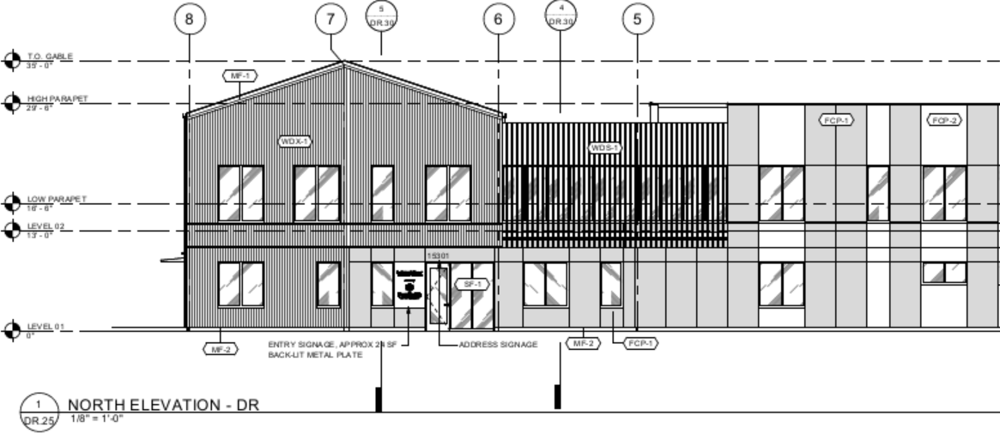 8
7
5
DR.30
6
4
DR.30
5
T.O. GABLE
35' - 0"
MF-1
HIGH PARAPET
29' - 6"
FCP-1
FCP-2
WDX-1
WDS-1
LOW PARAPET
16' - 6"
LEVEL 02
13' - 0"
15301
SF-1
LEVEL 01
0"
MF-2
ENTRY SIGNAGE, APPROX 24 SF
BACK-LIT METAL PLATE
ADDRESS SIGNAGE
MF-2
FCP-1
1
DR.25
NORTH ELEVATION - DR
1/8" = 1'-0"